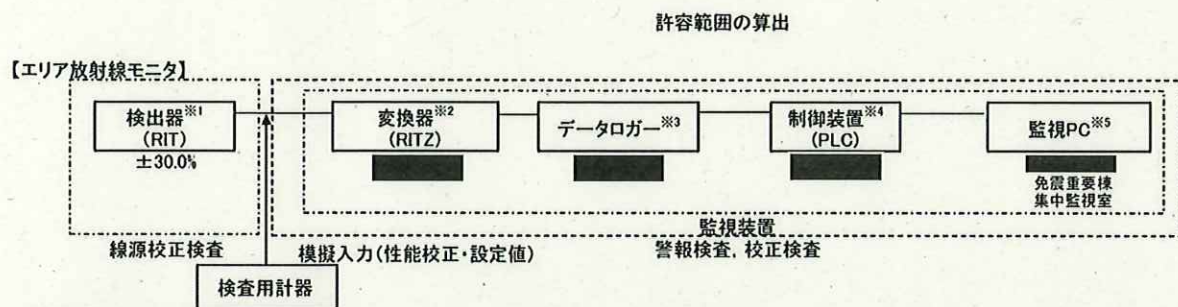 許容範囲の算出
【エリア放射線モニタ】
検出器※1
(RIT)
±30.0%
変換器※2
(RITZ)
データロガー※3
制御装置※4
(PLC)
監視PC※5
免震重要棟
集中監視室
監視装置
線源校正検査
模擬入力(性能校正・設定値)
警報検査, 校正検査
検査用計器